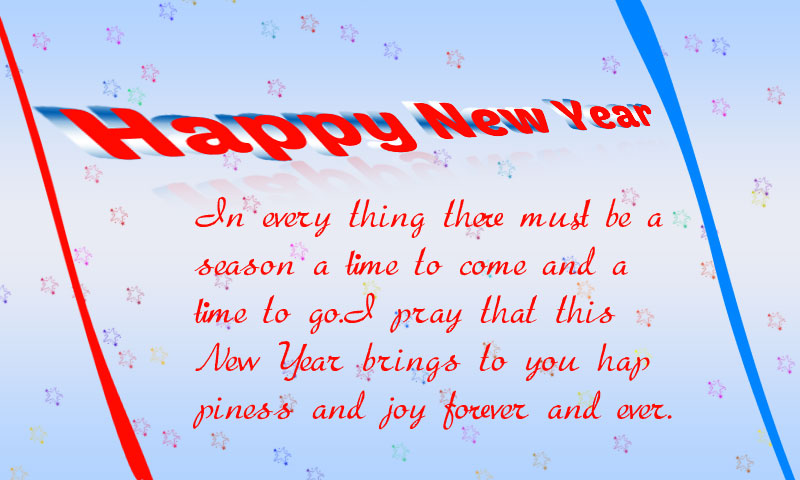 Happy New Year
In every thing there must be a
season a time to come and a
time to go.I pray that this
New Year brings to you hap
piness and joy forever and ever.